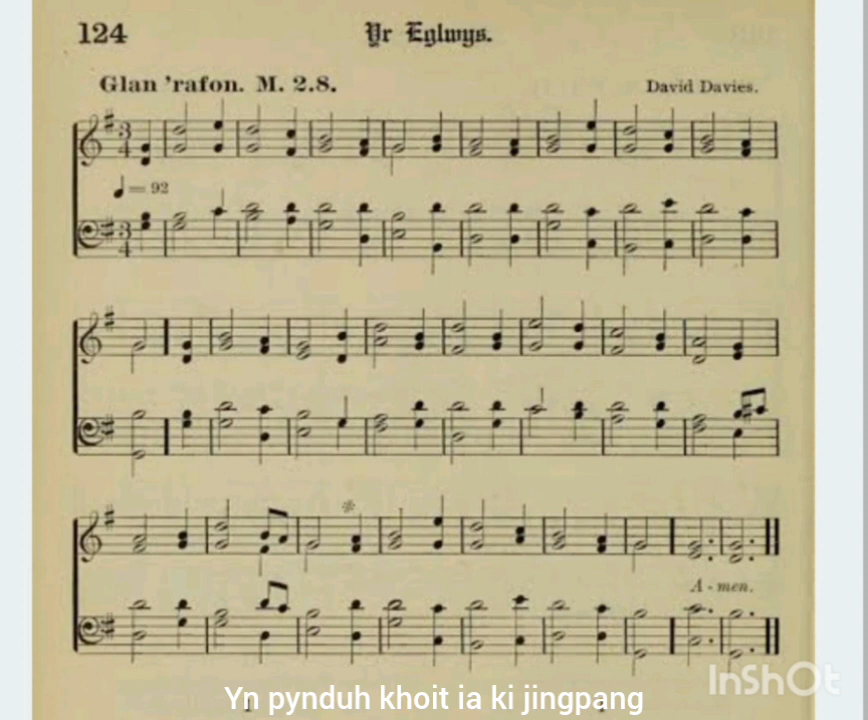 124
Yr Eglwys.
Glan 'rafon. M. 2.8.
David Davies.
= 92
A - men.
Yn pynduh khoit ia ki jingpang
InShOt